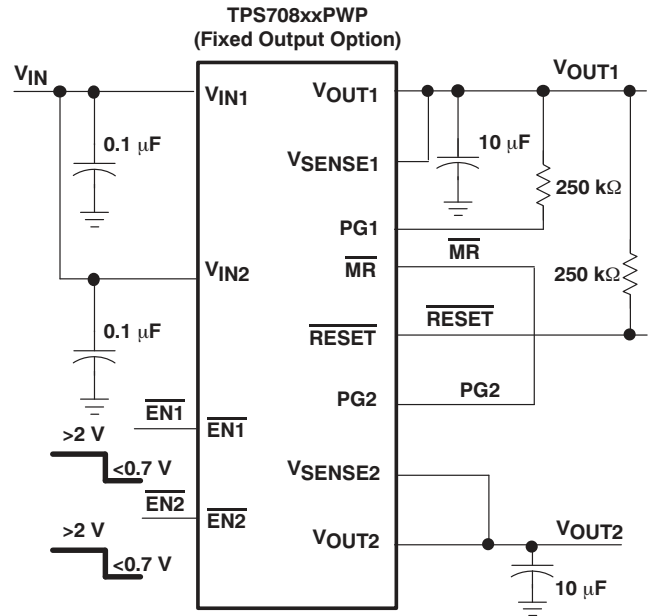 TPS708xxPWP
(Fixed Output Option)
VIN
VIN1
VOUT1
VOUT1
0.1 μF
10 μF
VSENSE1
250 kΩ
PG1
MR
MR
VIN2
250 kΩ
0.1 μF
RESET
RESET
PG2
PG2
EN1
EN1
>2 V
<0.7 V
VSENSE2
EN2
EN2
>2 V
<0.7 V
VOUT2
VOUT2
10 μF